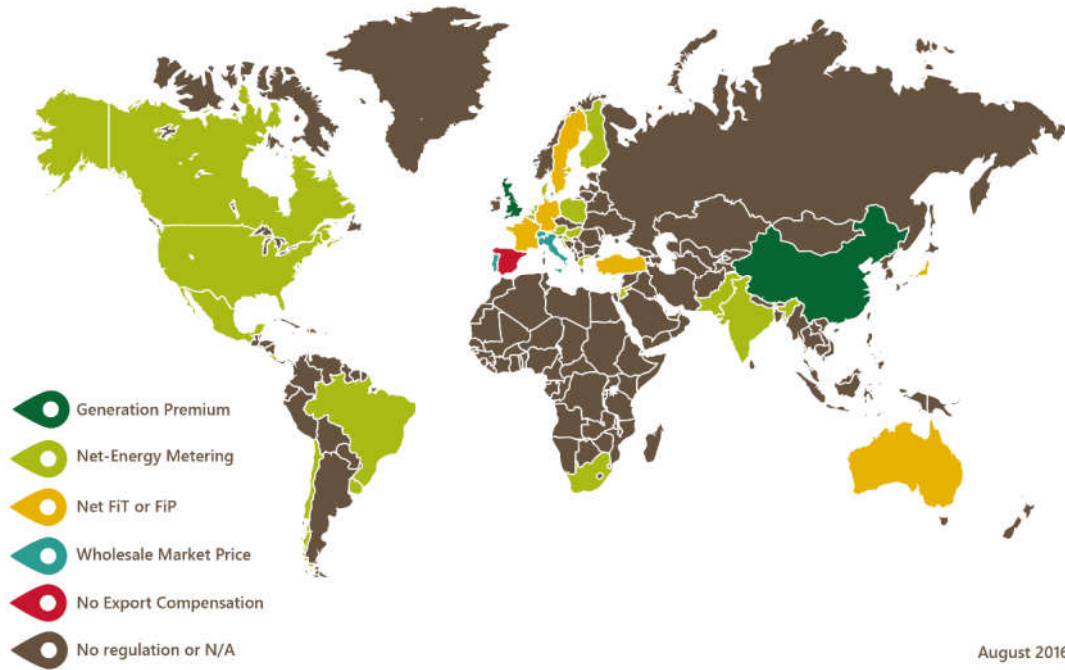 Generation Premium
Net-Energy Metering
Net FiT or FiP
Wholesale Market Price
No Export Compensation
No regulation or N/A
August 2016